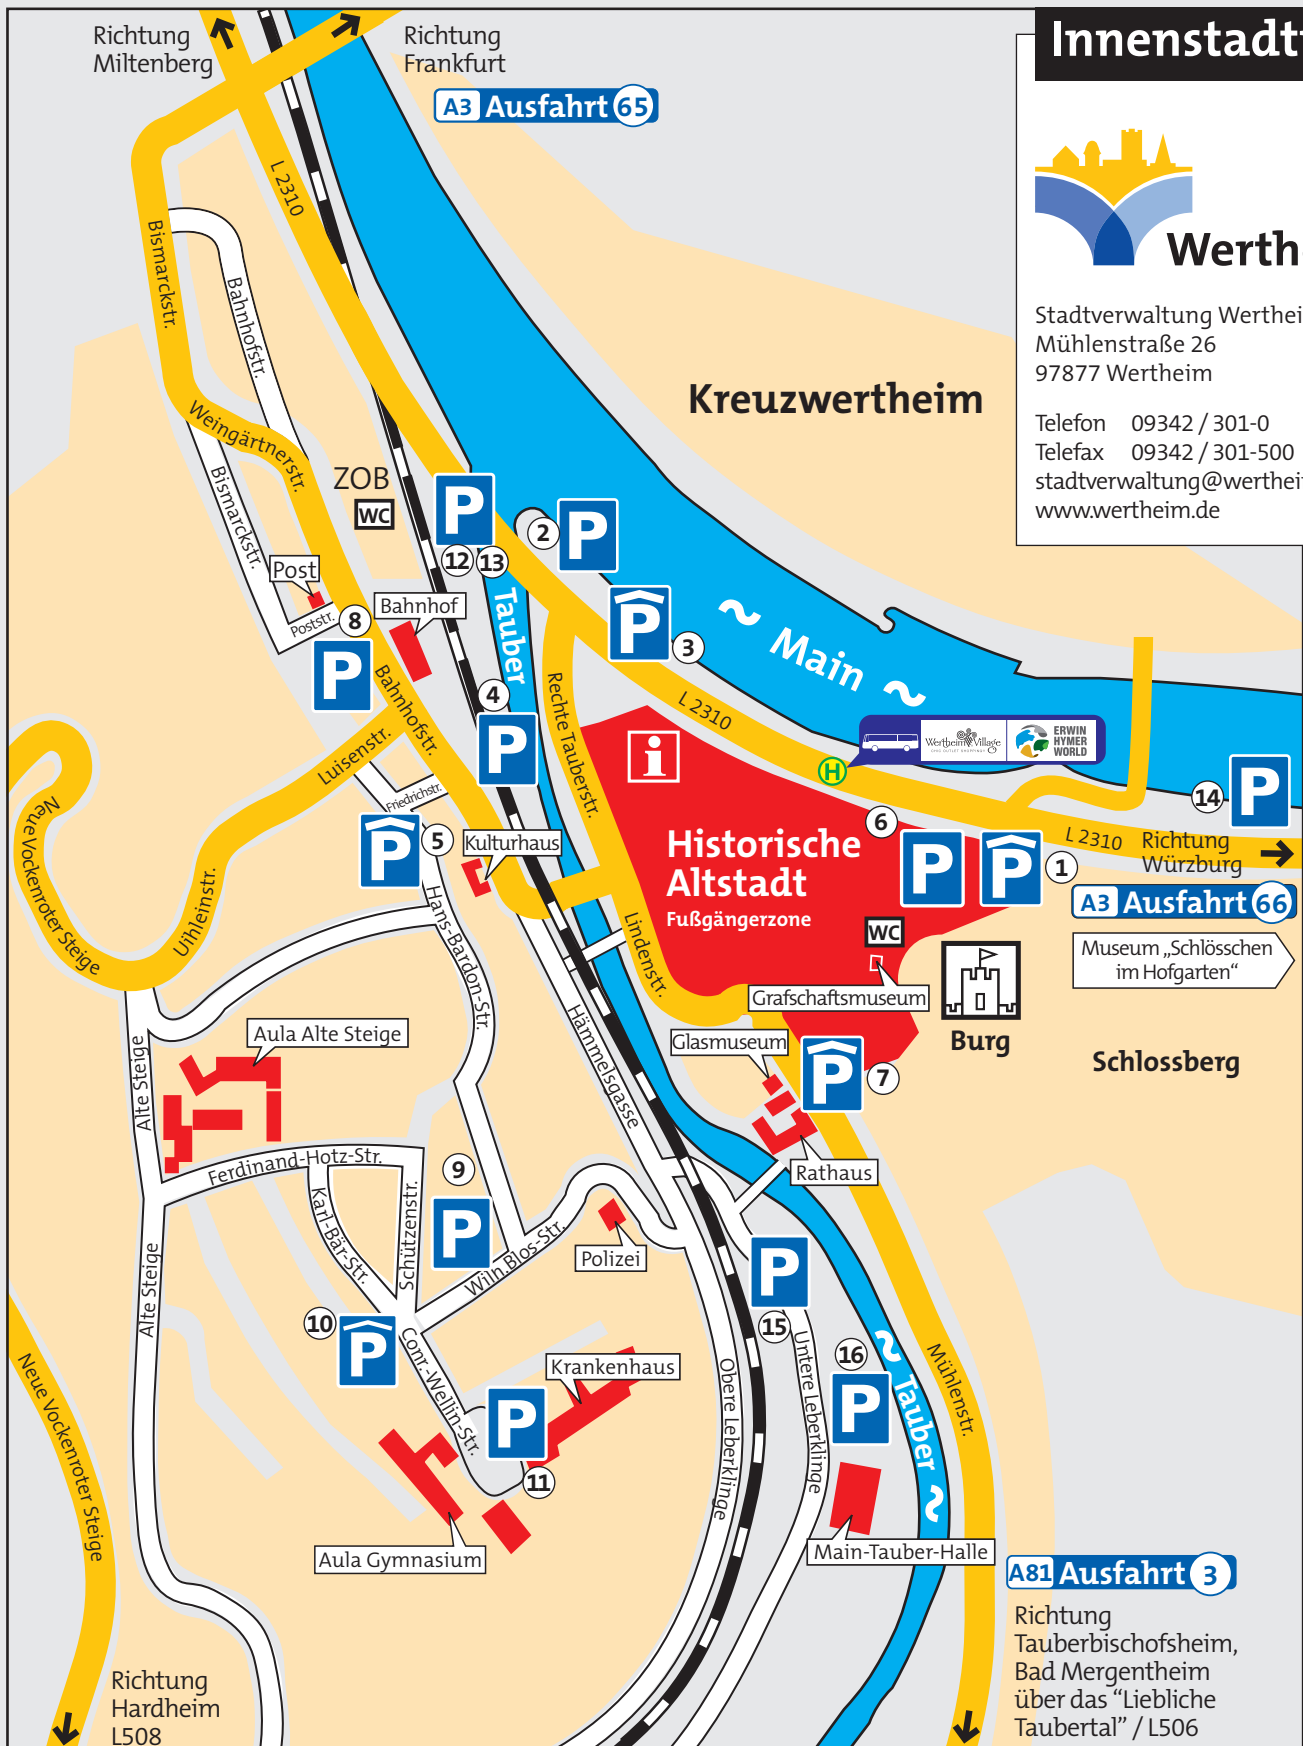 Richtung
Miltenberg
Richtung
Frankfurt
A3 Ausfahrt 65
Innenstadt
Werth
Stadtverwaltung Werthei
Mühlenstraße 26
97877 Wertheim
Telefon 09342 / 301-0
Telefax 09342 / 301-500
stadtverwaltung@werthei
www.wertheim.de
L 2310
Bismarckstr.
Bahnhofstr.
Kreuzwertheim
Weingärtnerstr.
Bismarckstr.
ZOB
WC
P
12 13
2
P
P
3
Post
Poststr.
8
P
Bahnhof
Tauber
~ Main ~
4
P
Bahnhofstr.
Rechte Tauberstr.
L 2310
Luisenstr.
Friedrichstr.
i
H
Wertheim Village
ERWIN
HYMER
WORLD
14
P
Neue Vockenroter Steige
Uihleinstr.
P
5
Kulturhaus
Historische
Altstadt
Fußgängerzone
6
P
P
1
L 2310
Richtung
Würzburg
A3 Ausfahrt 66
Museum „Schlösschen
im Hofgarten“
Hans-Bardon-Str.
Lindenstr.
WC
Grafschaftsmuseum
Burg
Schlossberg
Glasmuseum
P
7
Rathaus
Aula Alte Steige
Alte Steige
Hämmelsgasse
Ferdinand-Hotz-Str.
Karl-Bär-Str.
Schützenstr.
9
P
Wilh.Blos-Str.
Polizei
Alte Steige
10
P
P
15
16
P
Conr.-Wellin-Str.
Krankenhaus
P
11
Obere Leberklinge
Untere Leberklinge
~ Tauber ~
Mühlenstr.
Neue Vockenroter Steige
Aula Gymnasium
Main-Tauber-Halle
A81 Ausfahrt 3
Richtung
Tauberbischofsheim,
Bad Mergentheim
über das “Liebliche
Taubertal” / L506
Richtung
Hardheim
L508